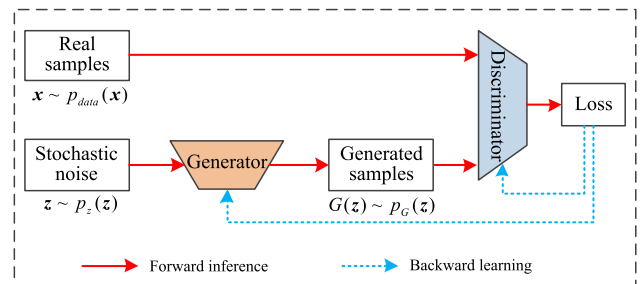 Real
samples
x ~ p_data(x)
Stochastic
noise
z ~ p_z(z)
Generator
Generated
samples
G(z) ~ p_G(z)
Discriminator
Loss
Forward inference
Backward learning